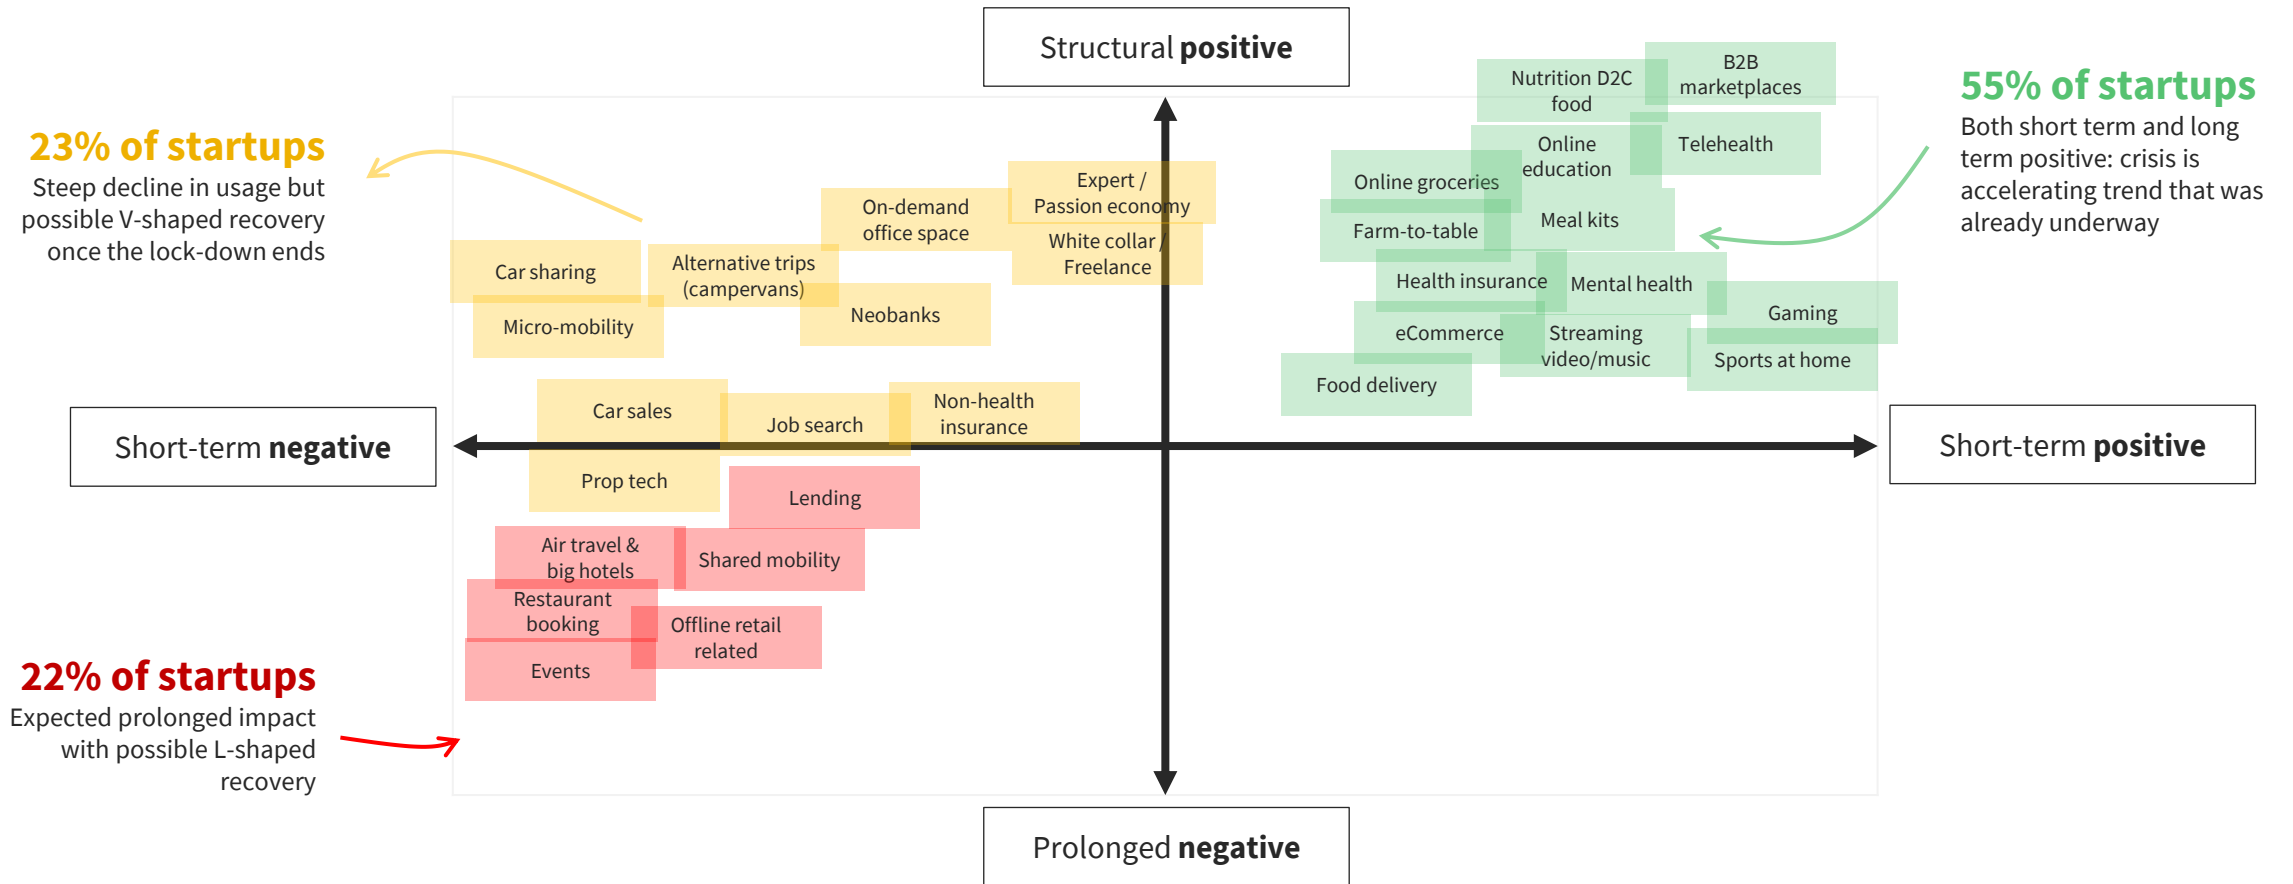 Structural positive
23% of startups
Steep decline in usage but
possible V-shaped recovery
once the lock-down ends
55% of startups
Both short term and long
term positive: crisis is
accelerating trend that was
already underway
Nutrition D2C
food
B2B
marketplaces
Online
education
Telehealth
Online groceries
Farm-to-table
Meal kits
Health insurance
Mental health
Gaming
eCommerce
Streaming
video/music
Sports at home
Food delivery
Expert /
Passion economy
On-demand
office space
White collar /
Freelance
Car sharing
Alternative trips
(campervans)
Micro-mobility
Neobanks
Car sales
Job search
Non-health
insurance
Short-term negative
Short-term positive
Prop tech
Lending
Air travel &
big hotels
Shared mobility
Restaurant
booking
Offline retail
related
Events
22% of startups
Expected prolonged impact
with possible L-shaped
recovery
Prolonged negative